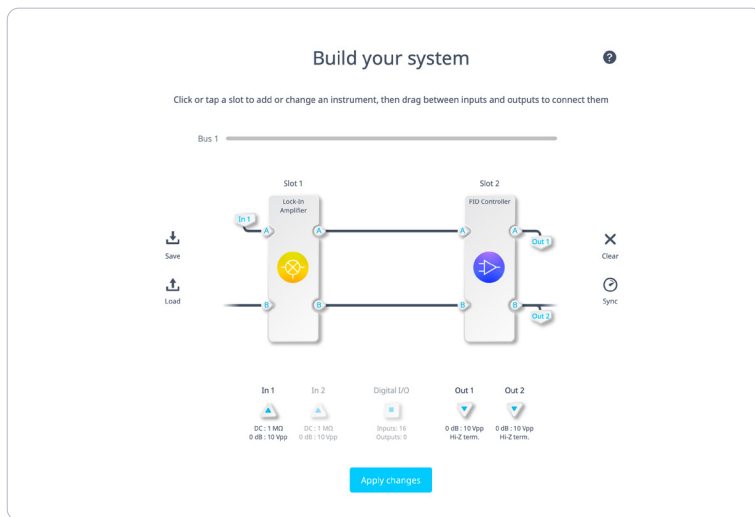 Build your system
?
Click or tap a slot to add or change an instrument, then drag between inputs and outputs to connect them
Bus 1
Slot 1
Slot 2
Lock-In
Amplifier
PID Controller
In 1
A
A
A
A
Out 1
Save
Clear
Load
Sync
B
B
B
B
Out 2
In 1
In 2
Digital I/O
Out 1
Out 2
DC : 1 MΩ
0 dB : 10 Vpp
DC : 1 MΩ
0 dB : 10 Vpp
Inputs: 16
Outputs: 0
0 dB : 10 Vpp
Hi-Z term.
0 dB : 10 Vpp
Hi-Z term.
Apply changes